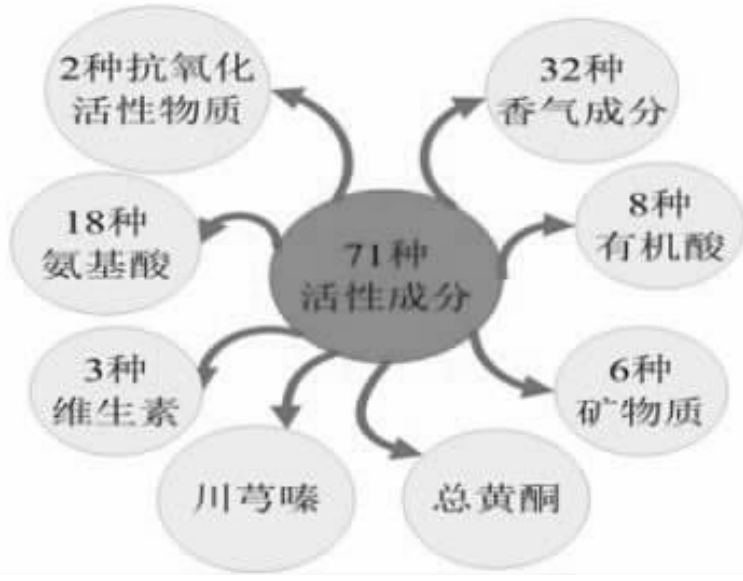 2种抗氧化
活性物质
32种
香气成分
18种
氨基酸
8种
有机酸
71种
活性成分
3种
维生素
6种
矿物质
川芎嗪
总黄酮